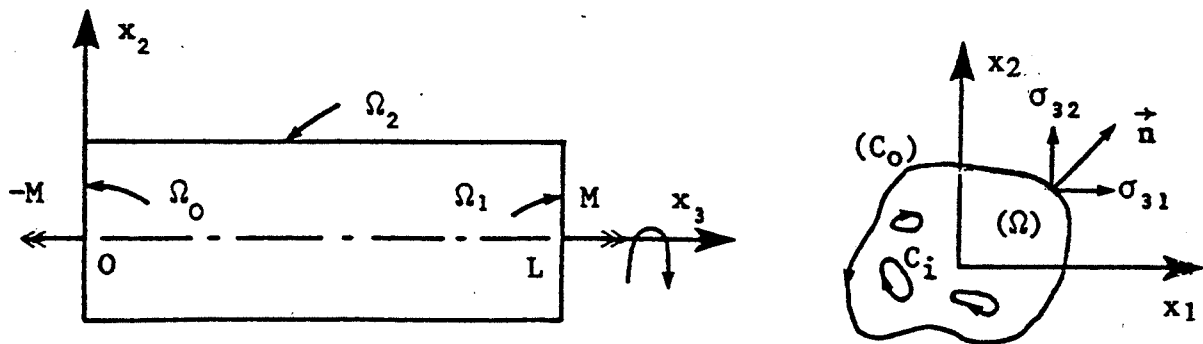 x₂
Ω₂
-M
Ω₀
Ω₁
M
x₃
O
L
x₂
σ₃₂
n⃗
(C₀)
σ₃₁
(Ω)
Cᵢ
x₁